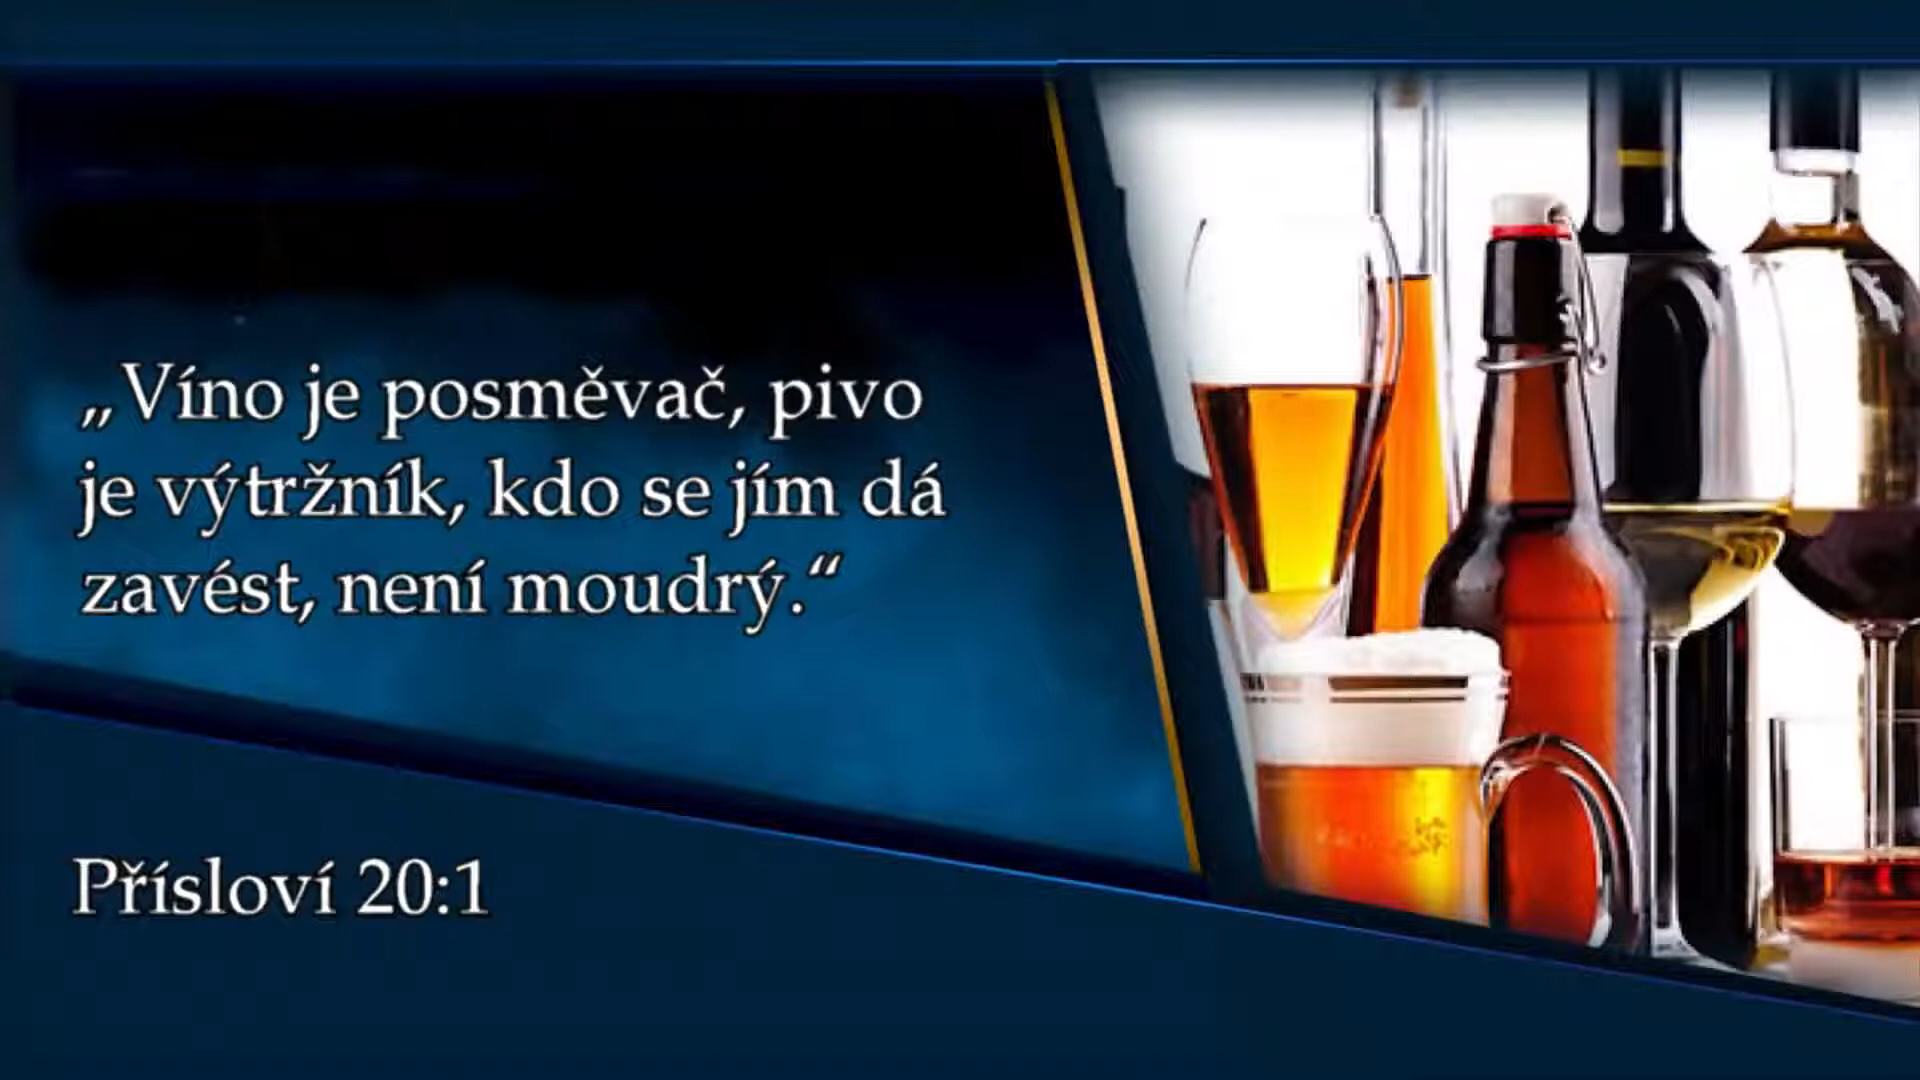 „Víno je posměvač, pivo
je výtržník, kdo se jím dá
zavést, není moudrý.“
Přísloví 20:1